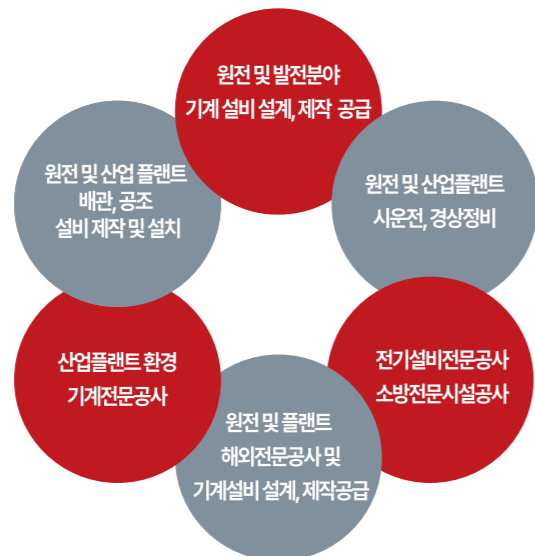 원전 및 발전분야
기계 설비 설계, 제작 공급
원전 및 산업 플랜트
배관, 공조
설비 제작 및 설치
원전 및 산업플랜트
시운전, 경상정비
산업플랜트 환경
기계전문공사
전기설비전문공사
소방전문시설공사
원전 및 플랜트
해외전문공사 및
기계설비 설계, 제작공급